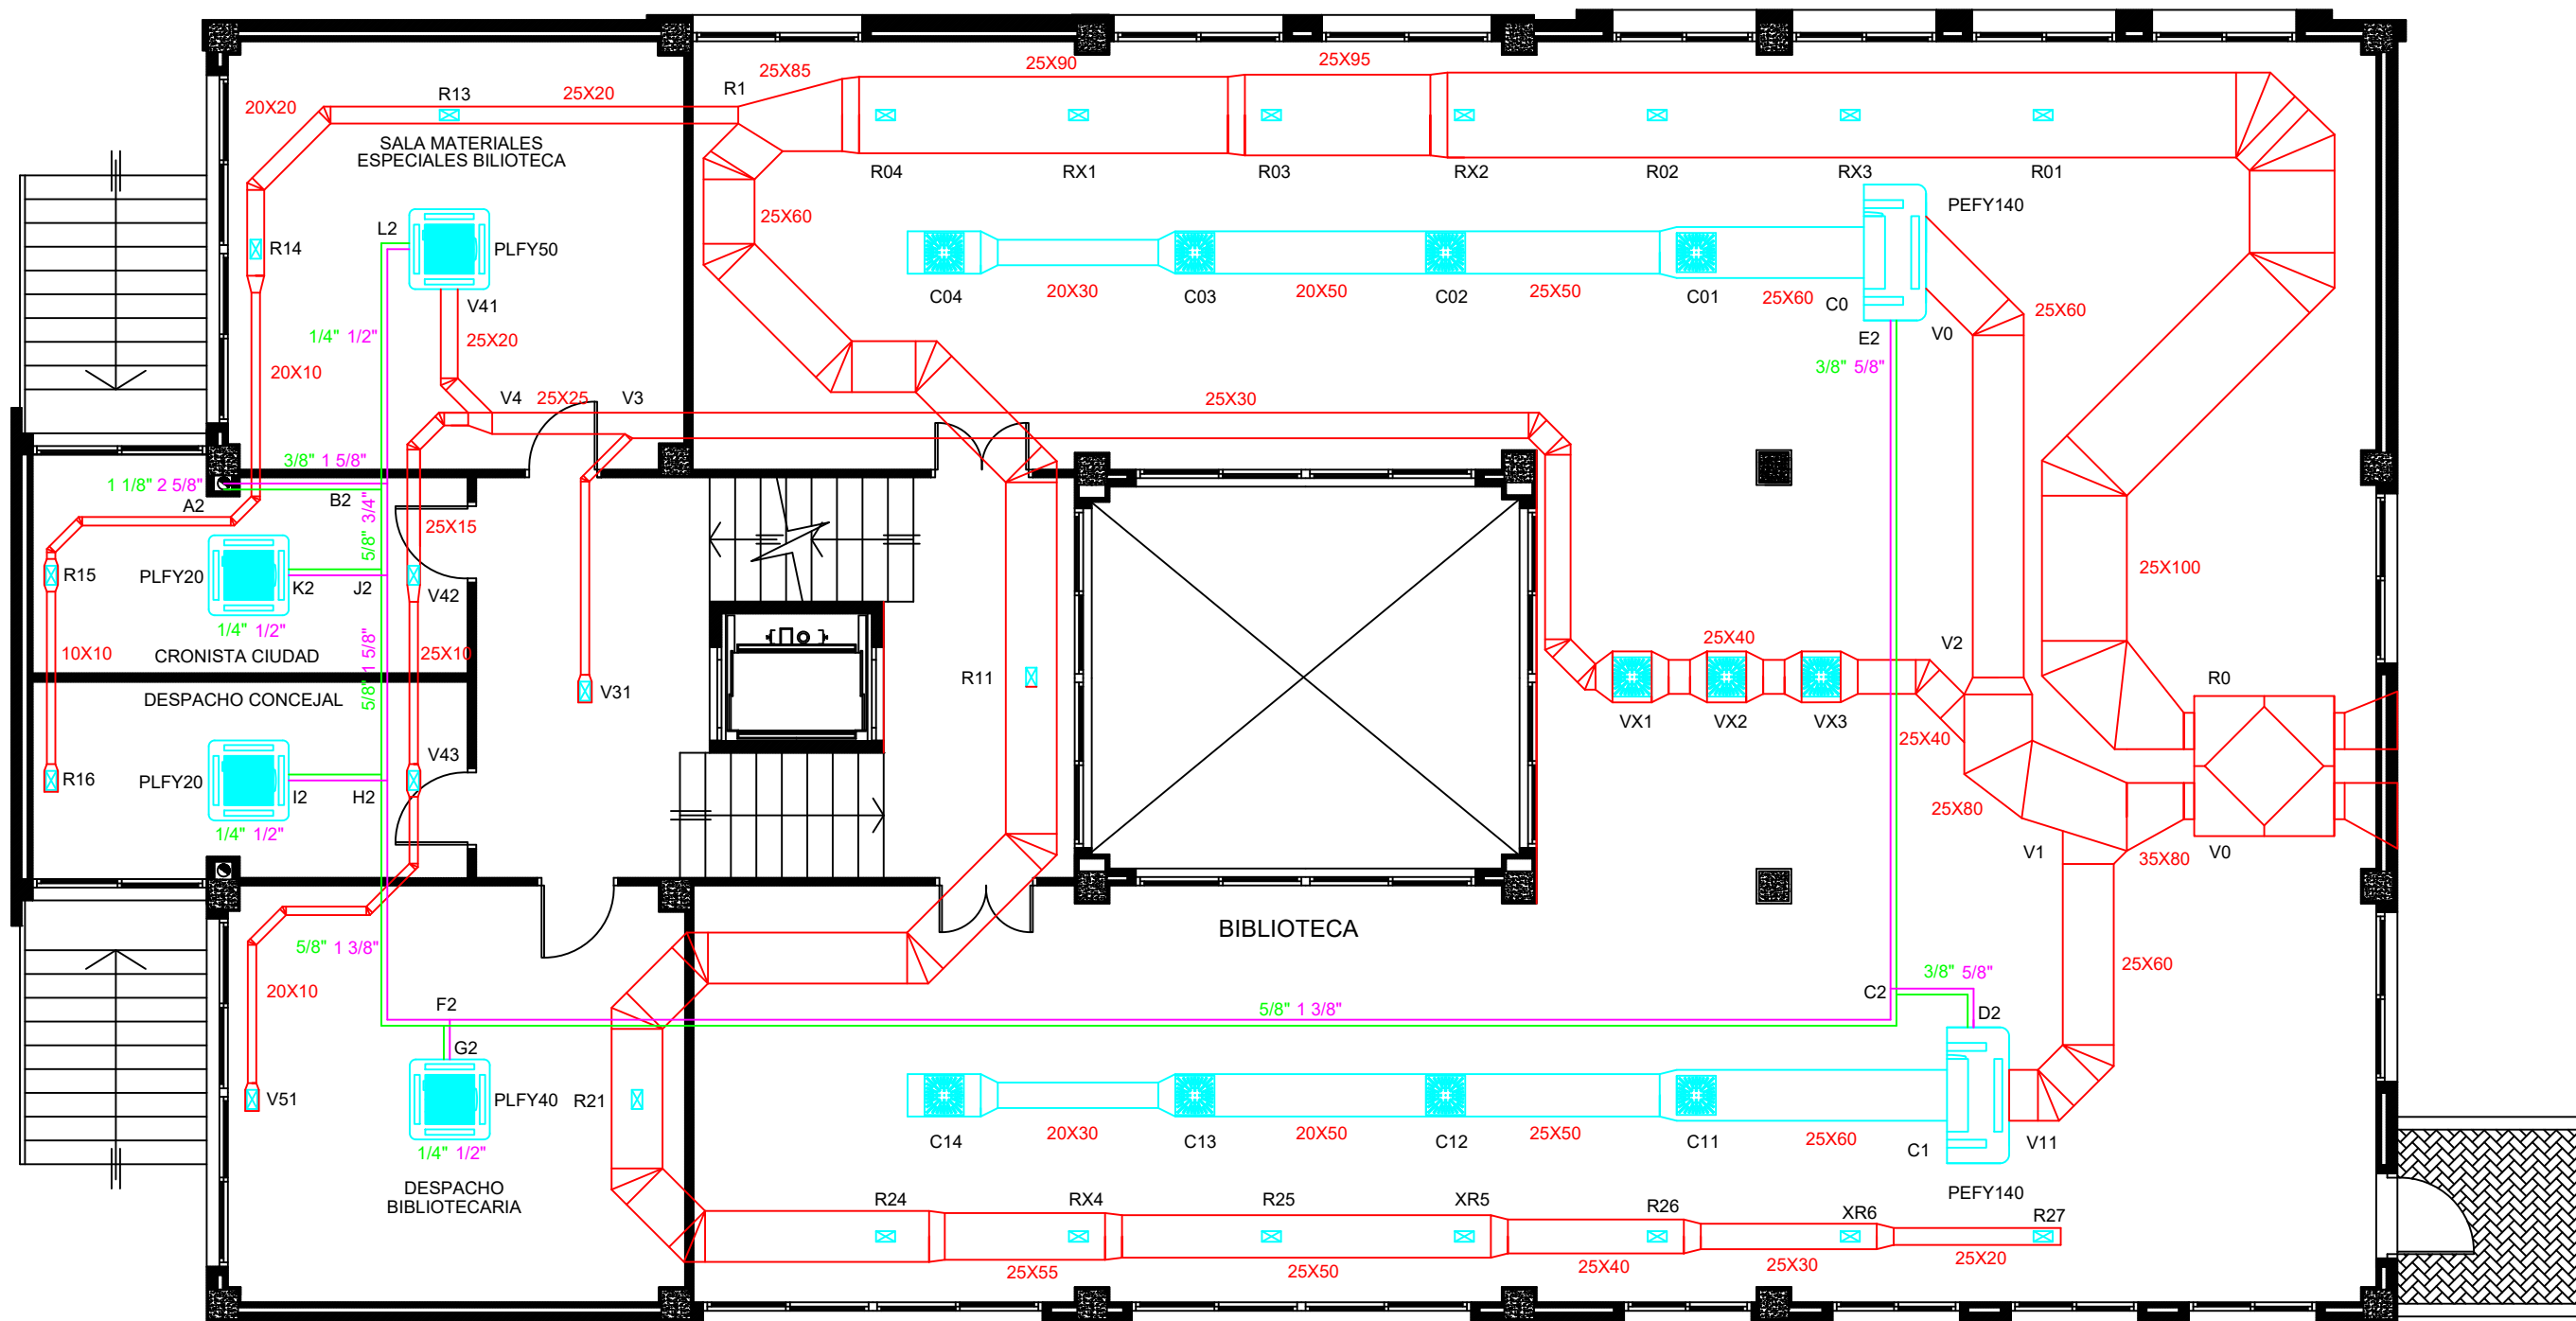 25X85
25X90
25X95
R13
25X20
20X20
R1
SALA MATERIALES
ESPECIALES BILIOTECA
R04
RX1
R03
RX2
R02
RX3
R01
PEFY140
L2
R14
PLFY50
25X60
V41
C04
20X30
C03
20X50
C02
25X50
C01
25X60
C0
25X60
V0
E2
1/4" 1/2"
25X20
3/8" 5/8"
20X10
V4
25X25
V3
25X30
3/8" 1 5/8"
1 1/8" 2 5/8"
A2
B2
5/8" 3/4"
25X15
25X100
R15
PLFY20
K2
J2
V42
1/4" 1/2"
10X10
CRONISTA CIUDAD
5/8" 1 5/8"
25X10
25X40
V2
R11
R0
V31
DESPACHO CONCEJAL
VX1
VX2
VX3
25X40
V43
R16
PLFY20
I2
H2
25X80
1/4" 1/2"
V1
35X80
V0
BIBLIOTECA
5/8" 1 3/8"
25X60
3/8" 5/8"
20X10
C2
F2
5/8" 1 3/8"
D2
G2
V51
PLFY40
R21
C14
20X30
C13
20X50
C12
25X50
C11
25X60
C1
V11
1/4" 1/2"
DESPACHO
BIBLIOTECARIA
PEFY140
R24
RX4
R25
XR5
R26
XR6
R27
25X55
25X50
25X40
25X30
25X20